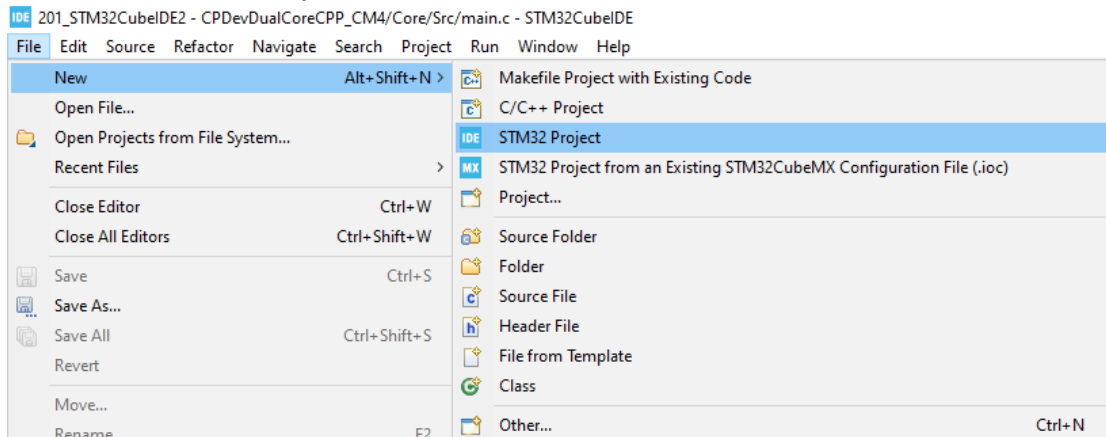 IDE 201_STM32CubeIDE2 - CPDevDualCoreCPP_CM4/Core/Src/main.c - STM32CubeIDE
File Edit Source Refactor Navigate Search Project Run Window Help
New Alt+Shift+N >
Open File...
Open Projects from File System...
Recent Files >
Close Editor Ctrl+W
Close All Editors Ctrl+Shift+W
Save Ctrl+S
Save As...
Save All Ctrl+Shift+S
Revert
Move...
Rename... F2
Makefile Project with Existing Code
C/C++ Project
IDE STM32 Project
MX STM32 Project from an Existing STM32CubeMX Configuration File (.ioc)
Project...
Source Folder
Folder
Source File
Header File
File from Template
Class
Other... Ctrl+N